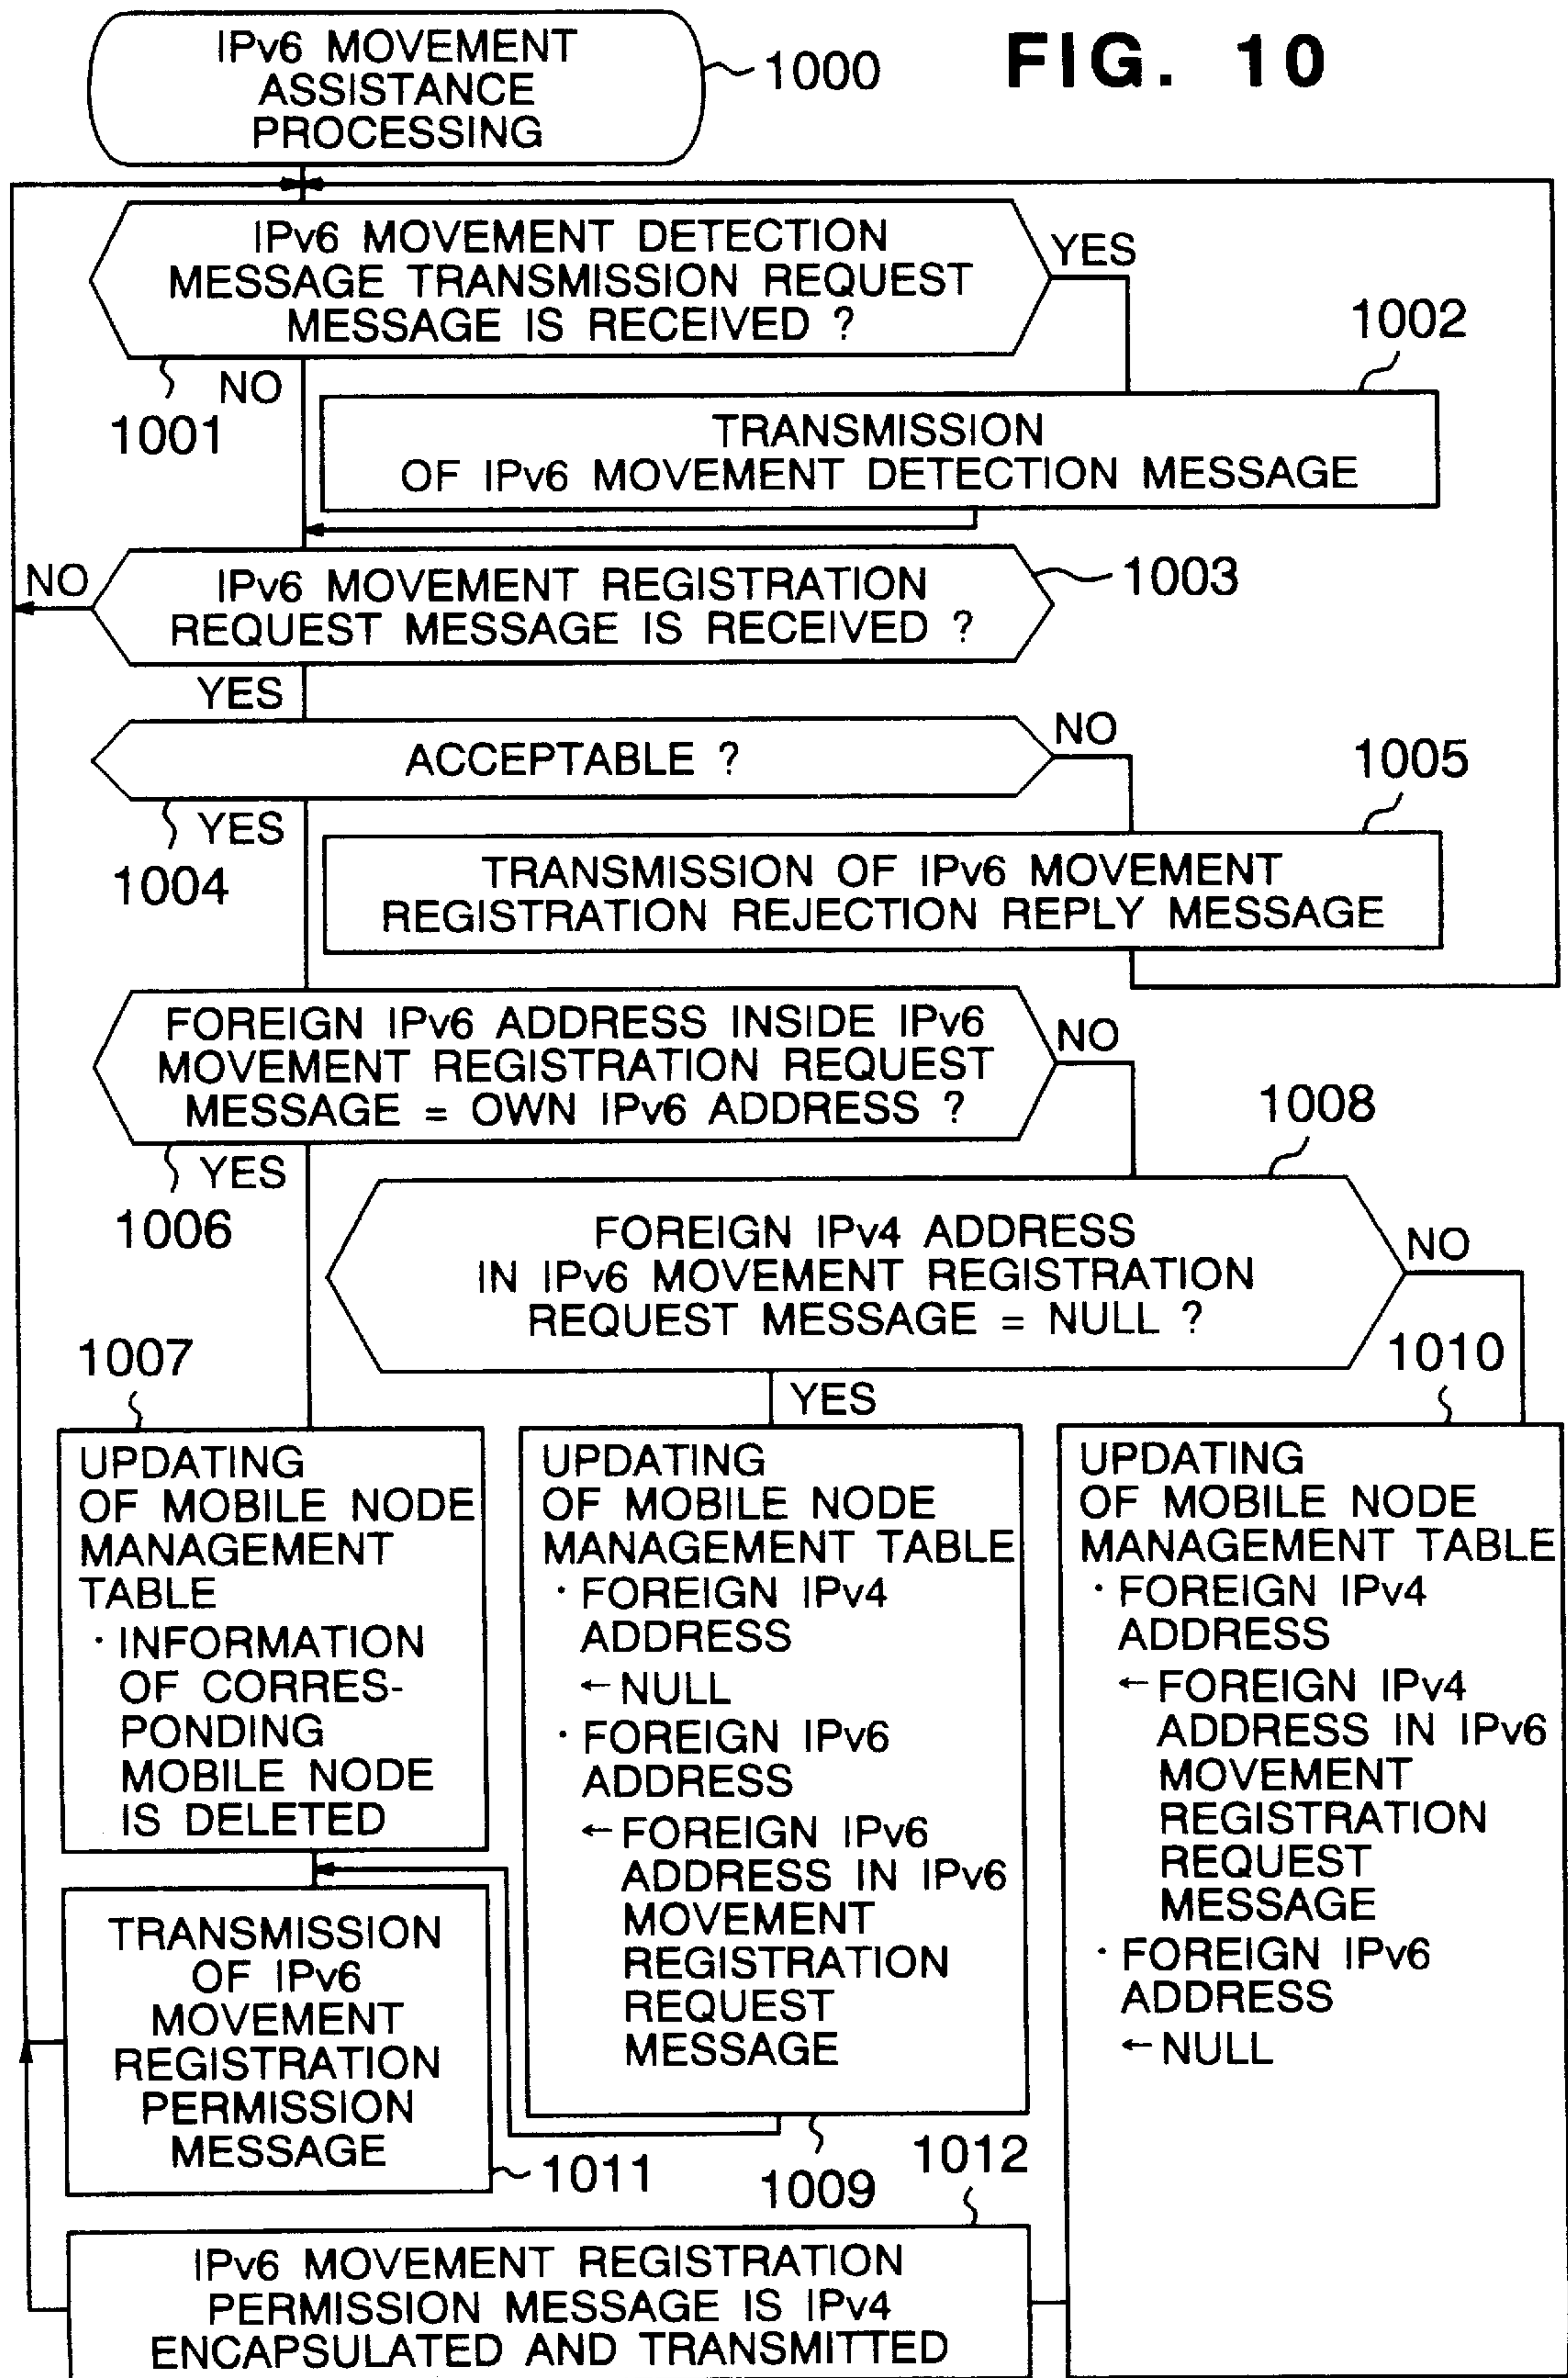 FIG. 10
IPv6 MOVEMENT
ASSISTANCE
PROCESSING
1000
IPv6 MOVEMENT DETECTION
MESSAGE TRANSMISSION REQUEST
MESSAGE IS RECEIVED ?
YES
NO
1001
1002
TRANSMISSION
OF IPv6 MOVEMENT DETECTION MESSAGE
NO
IPv6 MOVEMENT REGISTRATION
REQUEST MESSAGE IS RECEIVED ?
1003
YES
ACCEPTABLE ?
NO
YES
1004
1005
TRANSMISSION OF IPv6 MOVEMENT
REGISTRATION REJECTION REPLY MESSAGE
FOREIGN IPv6 ADDRESS INSIDE IPv6
MOVEMENT REGISTRATION REQUEST
MESSAGE = OWN IPv6 ADDRESS ?
NO
YES
1006
1008
FOREIGN IPv4 ADDRESS
IN IPv6 MOVEMENT REGISTRATION
REQUEST MESSAGE = NULL ?
NO
YES
1007
UPDATING
OF MOBILE NODE
MANAGEMENT
TABLE
· INFORMATION
OF CORRES-
PONDING
MOBILE NODE
IS DELETED
UPDATING
OF MOBILE NODE
MANAGEMENT TABLE
· FOREIGN IPv4
ADDRESS
← NULL
· FOREIGN IPv6
ADDRESS
← FOREIGN IPv6
ADDRESS IN IPv6
MOVEMENT
REGISTRATION
REQUEST
MESSAGE
1009
1010
UPDATING
OF MOBILE NODE
MANAGEMENT TABLE
· FOREIGN IPv4
ADDRESS
← FOREIGN IPv4
ADDRESS IN IPv6
MOVEMENT
REGISTRATION
REQUEST
MESSAGE
· FOREIGN IPv6
ADDRESS
← NULL
TRANSMISSION
OF IPv6
MOVEMENT
REGISTRATION
PERMISSION
MESSAGE
1011
1012
IPv6 MOVEMENT REGISTRATION
PERMISSION MESSAGE IS IPv4
ENCAPSULATED AND TRANSMITTED